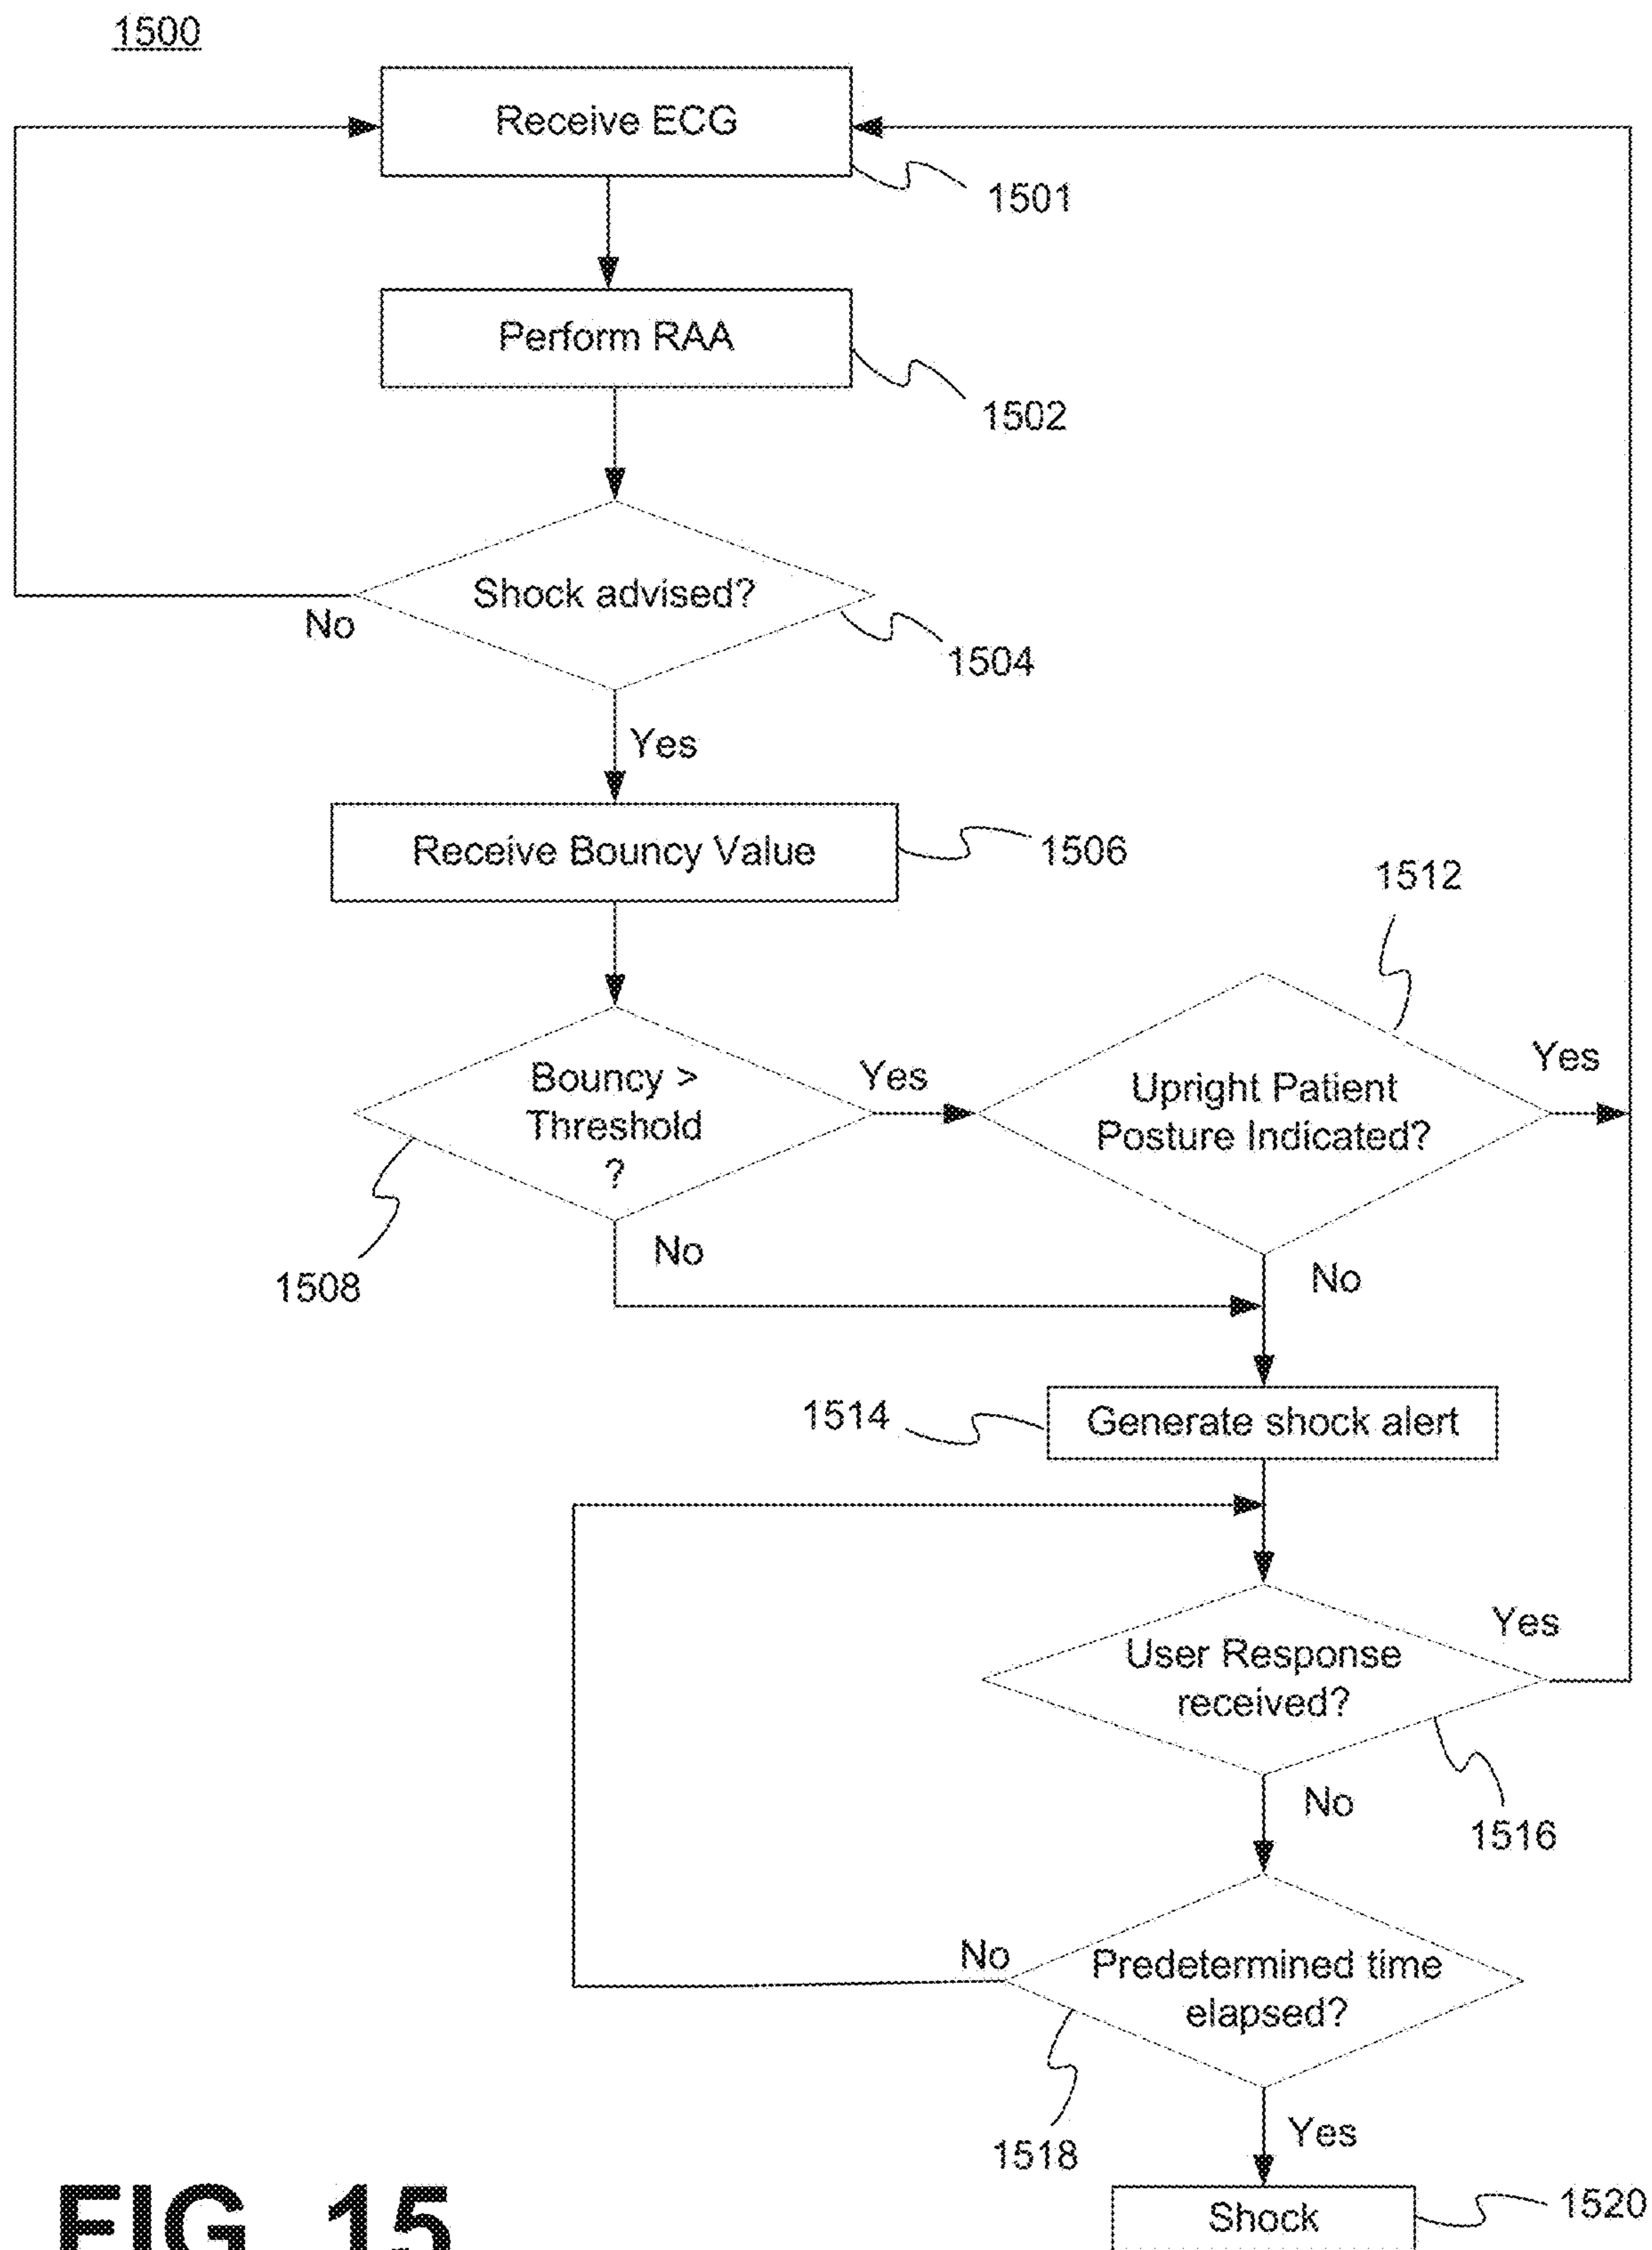 1500
Receive ECG
1501
Perform RAA
1502
Shock advised?
No
1504
Yes
Receive Bouncy Value
1506
1512
Bouncy >
Threshold
?
Yes
Upright Patient
Posture Indicated?
Yes
1508
No
No
1514
Generate shock alert
User Response
received?
Yes
No
1516
No
Predetermined time
elapsed?
1518
Yes
Shock
1520
FIG. 15